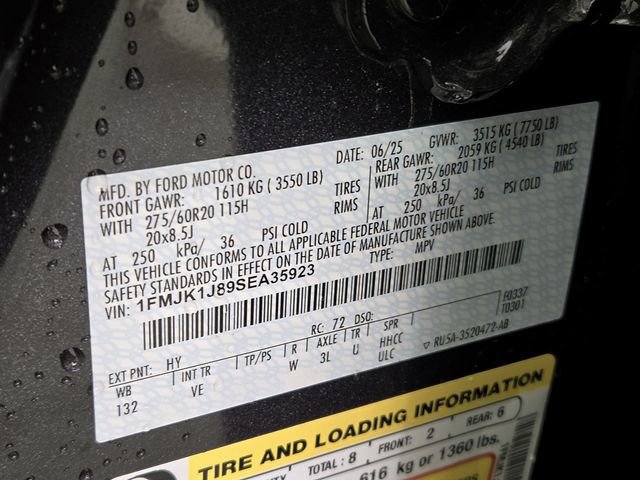 MFD. BY FORD MOTOR CO.
DATE: 06/25 GVWR: 3515 KG ( 7750 LB)
FRONT GAWR: 1610 KG ( 3550 LB)
REAR GAWR: 2059 KG ( 4540 LB)
WITH 275/60R20 115H TIRES
WITH 275/60R20 115H TIRES
20x8.5J RIMS
20x8.5J RIMS
AT 250 kPa/ 36 PSI COLD
AT 250 kPa/ 36 PSI COLD
THIS VEHICLE CONFORMS TO ALL APPLICABLE FEDERAL MOTOR VEHICLE
SAFETY STANDARDS IN EFFECT ON THE DATE OF MANUFACTURE SHOWN ABOVE.
VIN: 1FMJK1J89SEA35923 TYPE: MPV
F0337
T0301
RC: 72 DSO:
EXT PNT: HY
WB INT TR TP/PS R AXLE TR SPR
132 VE W 3L U HHCC
ULC
▽ RU5A-3520472-AB
TIRE AND LOADING INFORMATION
TOTAL: 8 FRONT: 2 REAR: 6
616 kg or 1360 lbs.